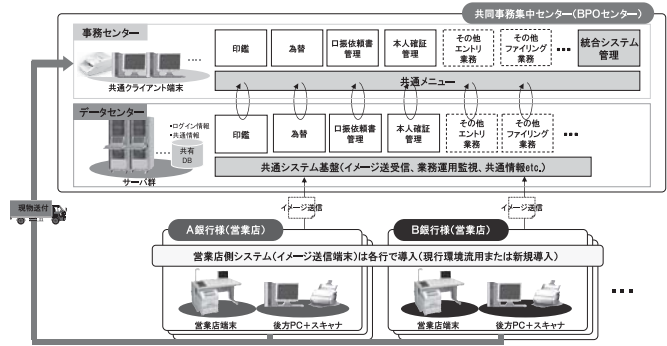 共同事務集中センター(BPOセンター)
事務センター
共通クライアント端末
印鑑
為替
口振依頼書
管理
本人確証
管理
その他
エントリ
業務
その他
ファイリング
業務
統合システム
管理
共通メニュー
データセンター
•ログイン情報
•共通情報
共有
DB
サーバ群
印鑑
為替
口振依頼書
管理
本人確証
管理
その他
エントリ
業務
その他
ファイリング
業務
共通システム基盤(イメージ送受信、業務運用監視、共通情報etc.)
現物送付
イメージ送信
イメージ送信
A銀行様(営業店)
B銀行様(営業店)
営業店側システム(イメージ送信端末)は各行で導入(現行環境流用または新規導入)
営業店端末
後方PC+スキャナ
営業店端末
後方PC+スキャナ